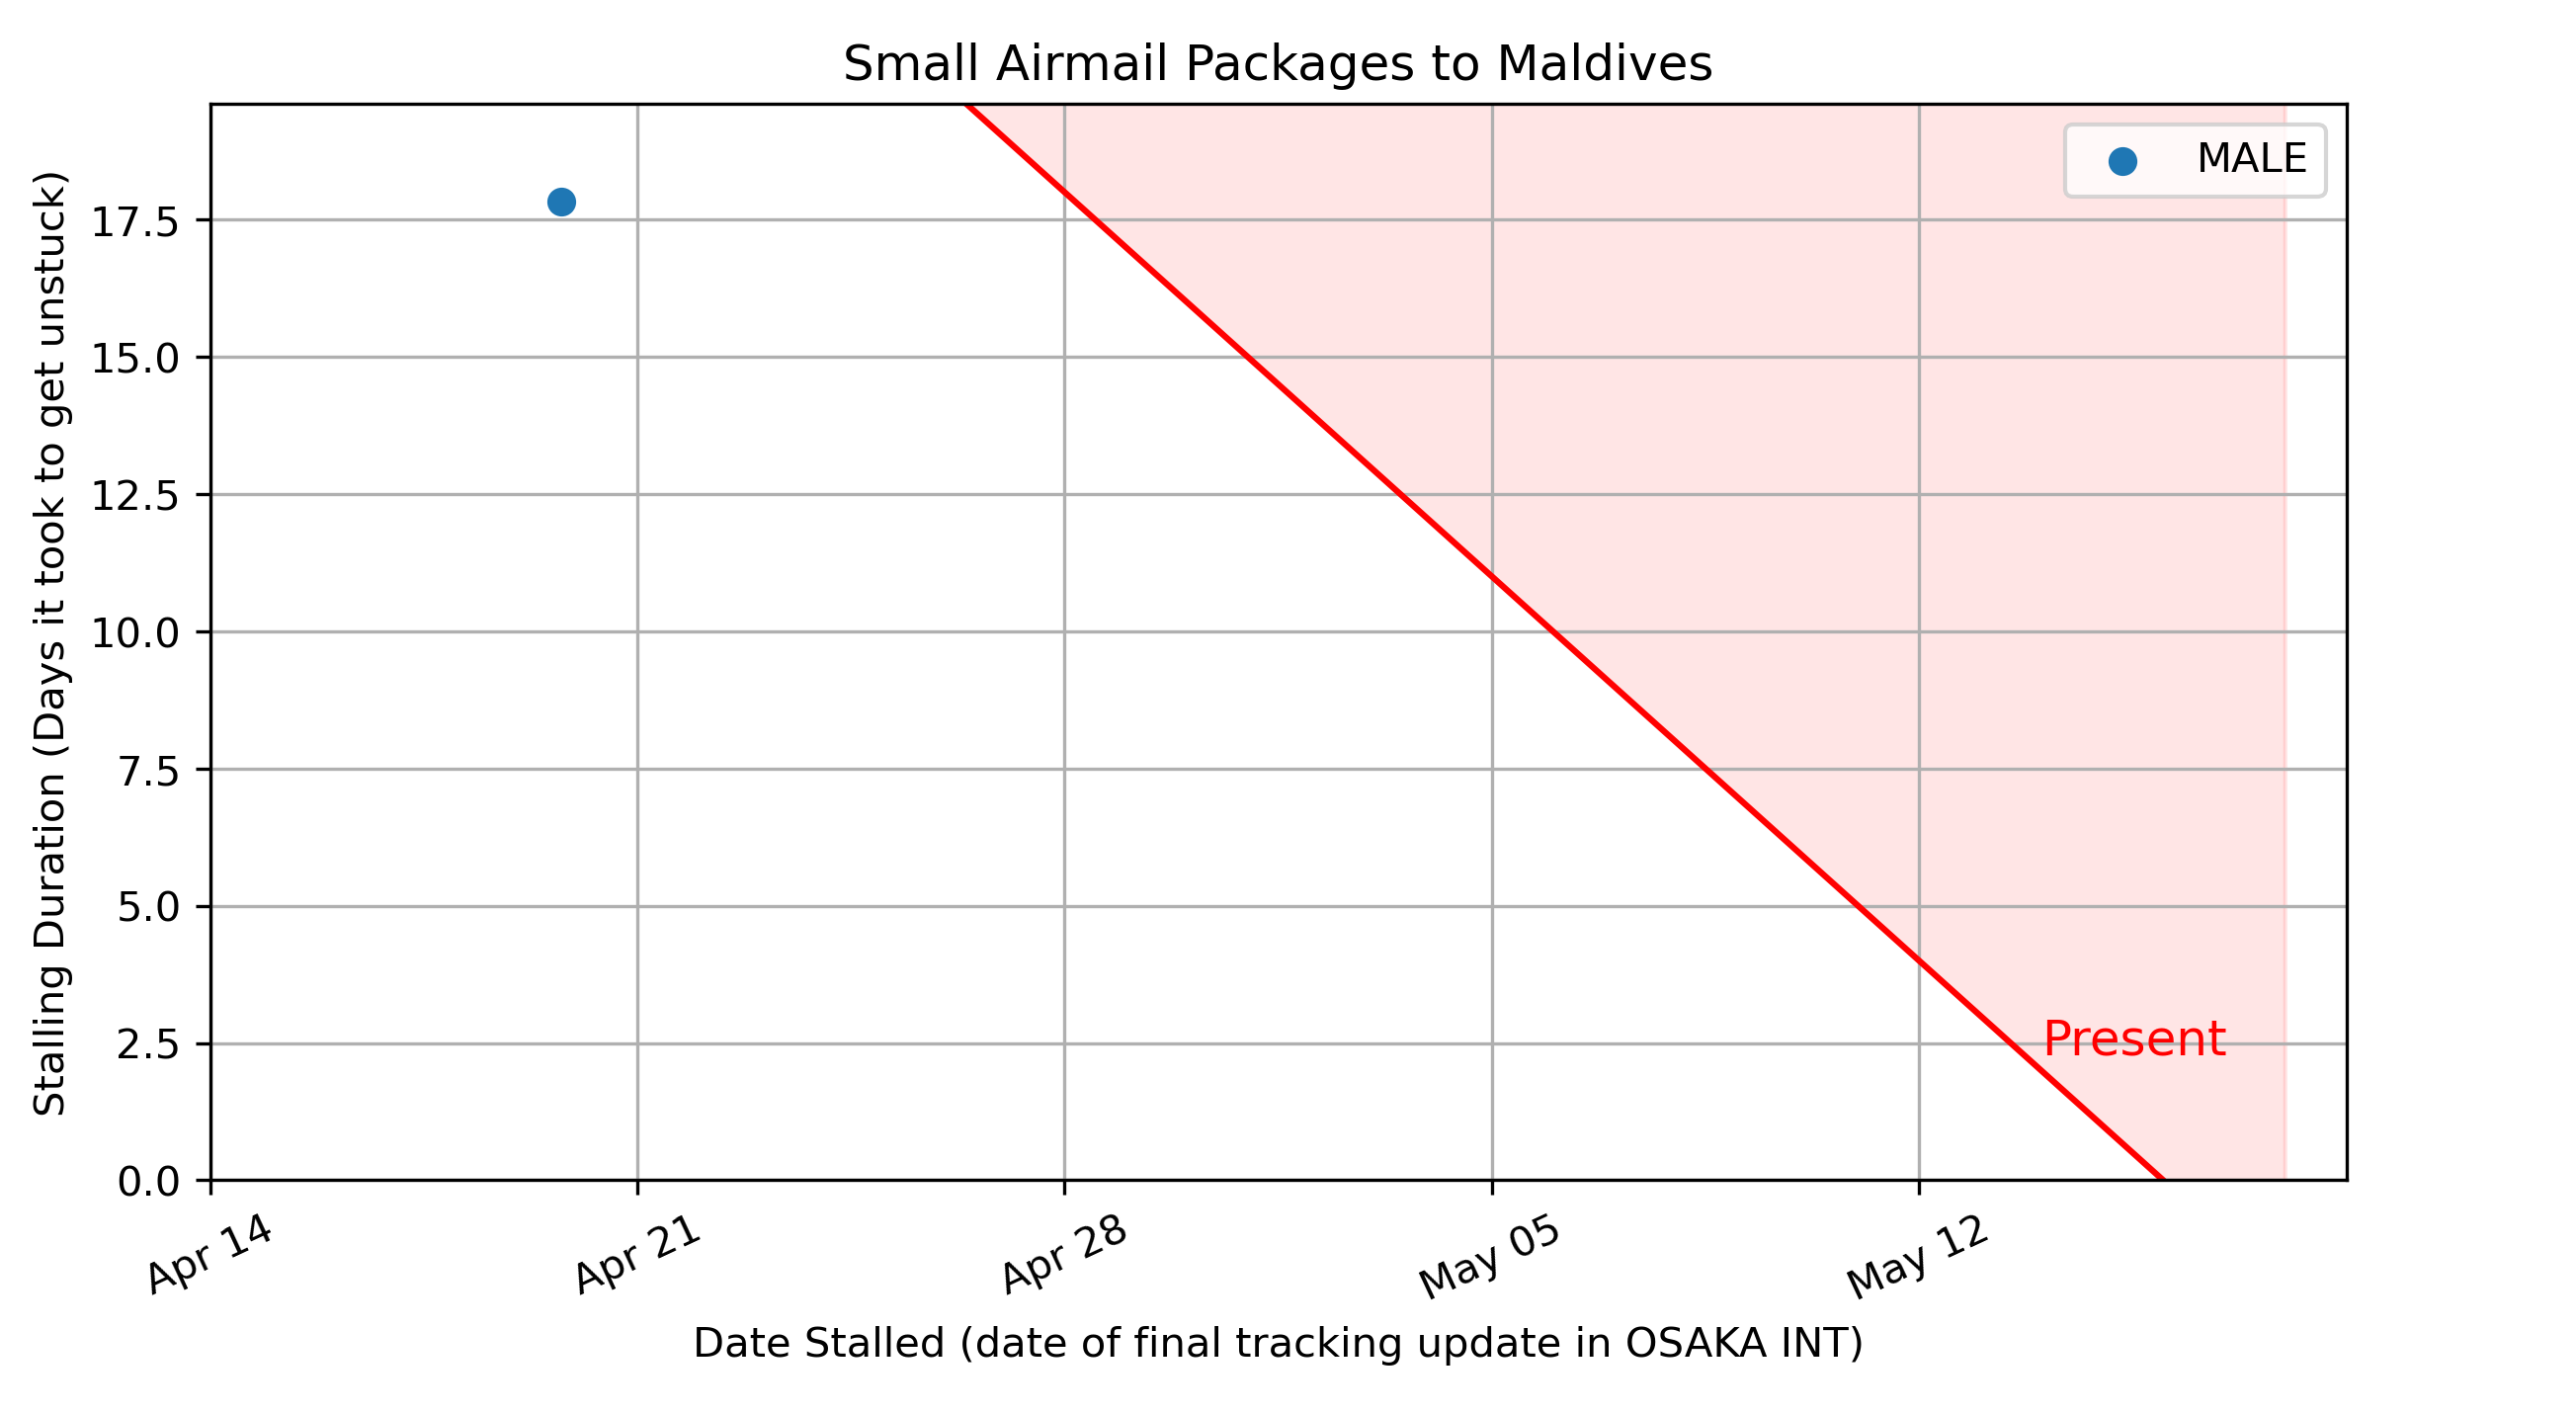 Small Airmail Packages to Maldives
MALE
Stalling Duration (Days it took to get unstuck)
17.5
15.0
12.5
10.0
7.5
5.0
2.5
0.0
Present
Apr 14
Apr 21
Apr 28
May 05
May 12
Date Stalled (date of final tracking update in OSAKA INT)